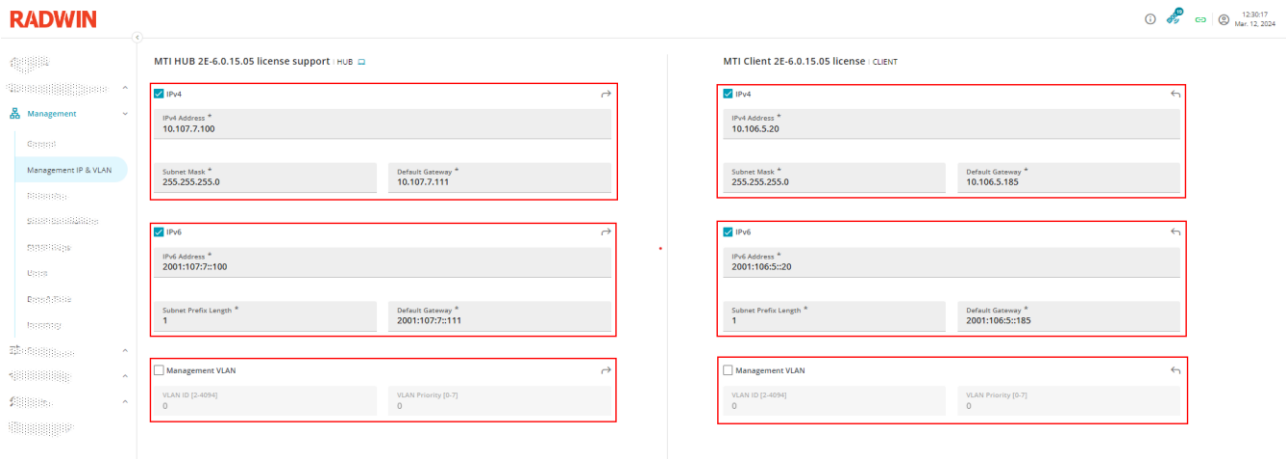 RADWIN
12:30:17
Mar. 12, 2024
Management
Management IP & VLAN
MTI HUB 2E-6.0.15.05 license support | HUB
IPv4
IPv4 Address *
10.107.7.100
Subnet Mask *
255.255.255.0
Default Gateway *
10.107.7.111
IPv6
IPv6 Address *
2001:107:7::100
Subnet Prefix Length *
1
Default Gateway *
2001:107:7::111
Management VLAN
VLAN ID [2-4094]
0
VLAN Priority [0-7]
0
MTI Client 2E-6.0.15.05 license | CLIENT
IPv4
IPv4 Address *
10.106.5.20
Subnet Mask *
255.255.255.0
Default Gateway *
10.106.5.185
IPv6
IPv6 Address *
2001:106:5::20
Subnet Prefix Length *
1
Default Gateway *
2001:106:5::185
Management VLAN
VLAN ID [2-4094]
0
VLAN Priority [0-7]
0